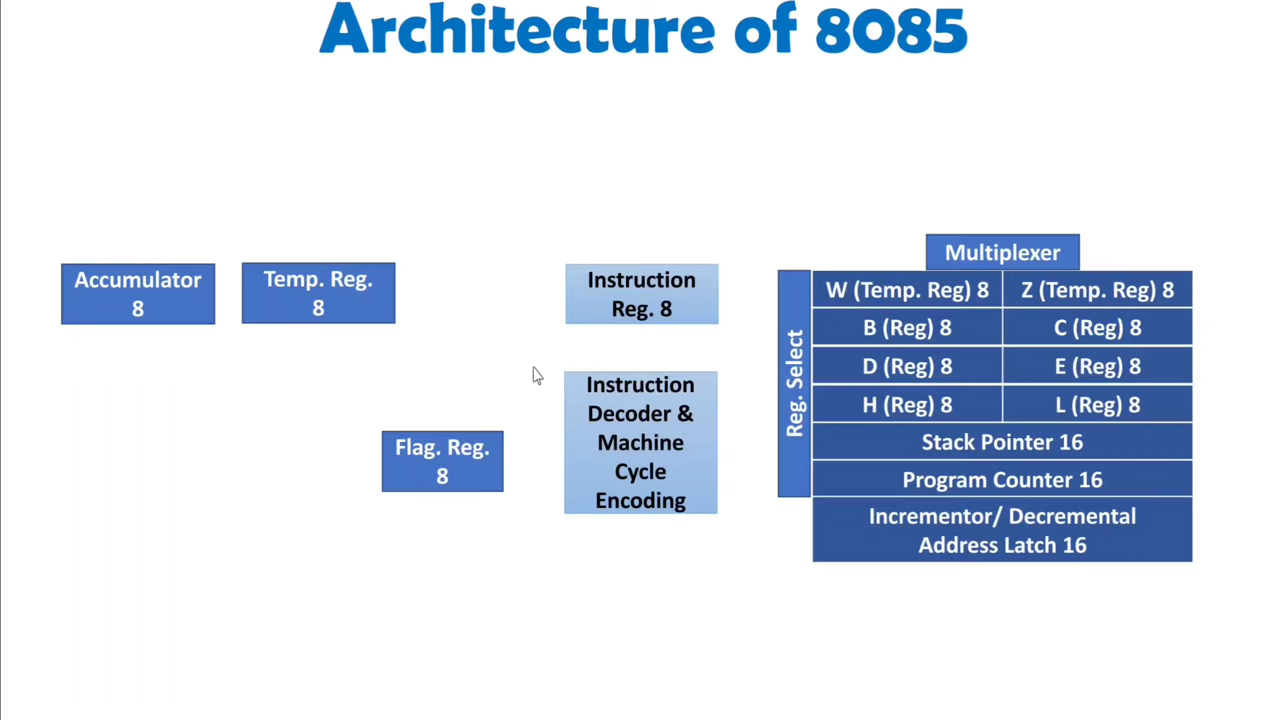 Architecture of 8085
Accumulator
8
Temp. Reg.
8
Flag. Reg.
8
Instruction
Reg. 8
Instruction
Decoder &
Machine
Cycle
Encoding
Multiplexer
Reg. Select
W (Temp. Reg) 8
Z (Temp. Reg) 8
B (Reg) 8
C (Reg) 8
D (Reg) 8
E (Reg) 8
H (Reg) 8
L (Reg) 8
Stack Pointer 16
Program Counter 16
Incrementor/ Decremental
Address Latch 16